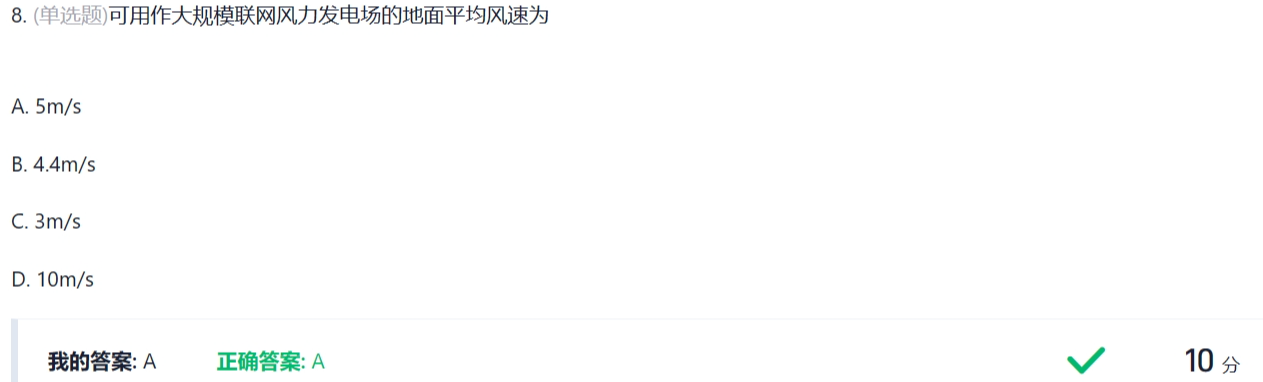 8. (单选题)可用作大规模联网风力发电场的地面平均风速为
A. 5m/s
B. 4.4m/s
C. 3m/s
D. 10m/s
我的答案: A 正确答案: A 10 分